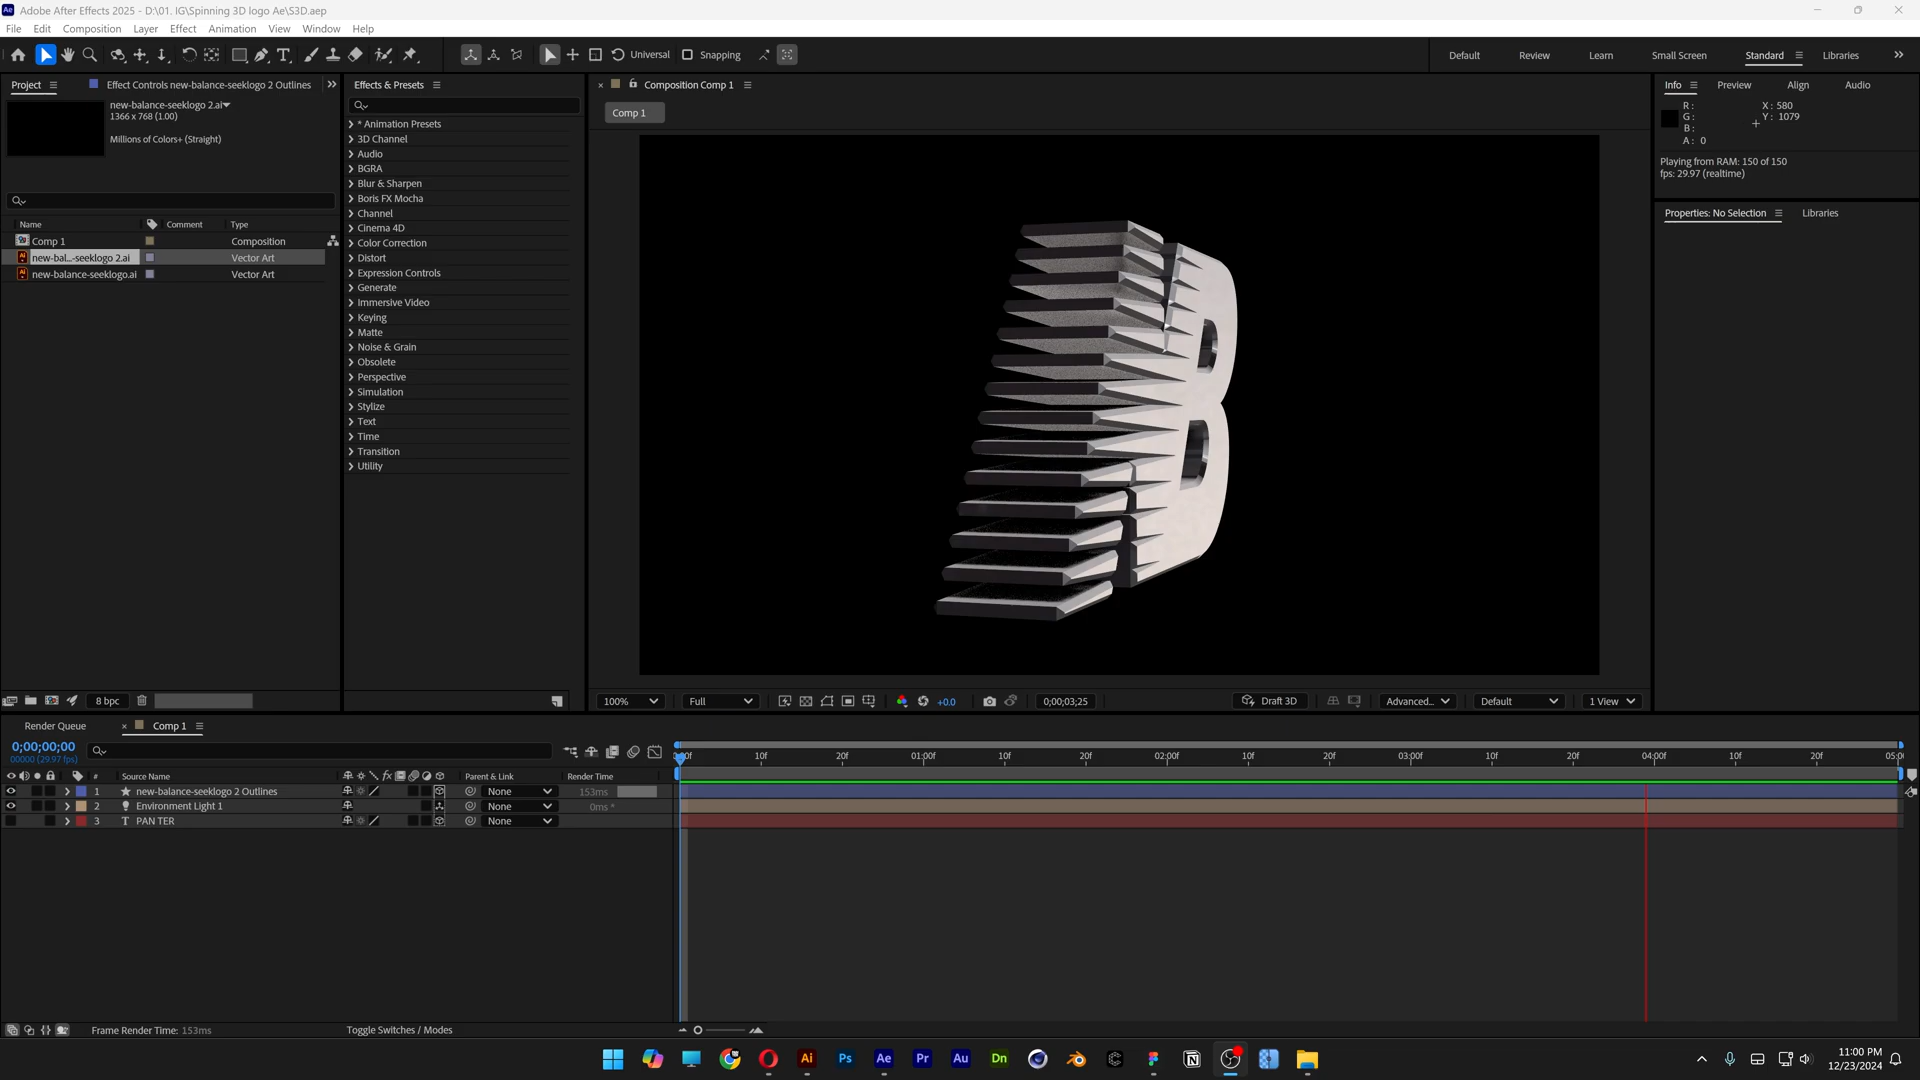 Adobe After Effects 2025 - D:\01. IG\Spinning 3D logo Ae\S3D.aep
File Edit Composition Layer Effect Animation View Window Help
Universal Snapping Default Review Learn Small Screen Standard Libraries
Project Effect Controls new-balance-seeklogo 2 Outlines
new-balance-seeklogo 2.ai
1366 x 768 (1.00)
Millions of Colors+ (Straight)
Name Comment Type
Comp 1 Composition
new-bal...-seeklogo 2.ai Vector Art
new-balance-seeklogo.ai Vector Art
8 bpc
Effects & Presets
* Animation Presets
3D Channel
Audio
BGRA
Blur & Sharpen
Boris FX Mocha
Channel
Cinema 4D
Color Correction
Distort
Expression Controls
Generate
Immersive Video
Keying
Matte
Noise & Grain
Obsolete
Perspective
Simulation
Stylize
Text
Time
Transition
Utility
Composition Comp 1
Comp 1
100% Full +0.0 0;00;03;25 Draft 3D Advanced... Default 1 View
Info Preview Align Audio
R: X: 580
G: Y: 1079
B:
A: 0
Playing from RAM: 150 of 150
fps: 29.97 (realtime)
Properties: No Selection Libraries
Render Queue Comp 1
0;00;00;00
00000 (29.97 fps)
:00f 10f 20f 01:00f 10f 20f 02:00f 10f 20f 03:00f 10f 20f 04:00f 10f 20f 05:0
# Source Name fx Parent & Link Render Time
1 new-balance-seeklogo 2 Outlines None 153ms
2 Environment Light 1 None 0ms *
3 T PAN TER None
Frame Render Time: 153ms Toggle Switches / Modes
Ai Ps Ae Pr Au Dn
11:00 PM
12/23/2024